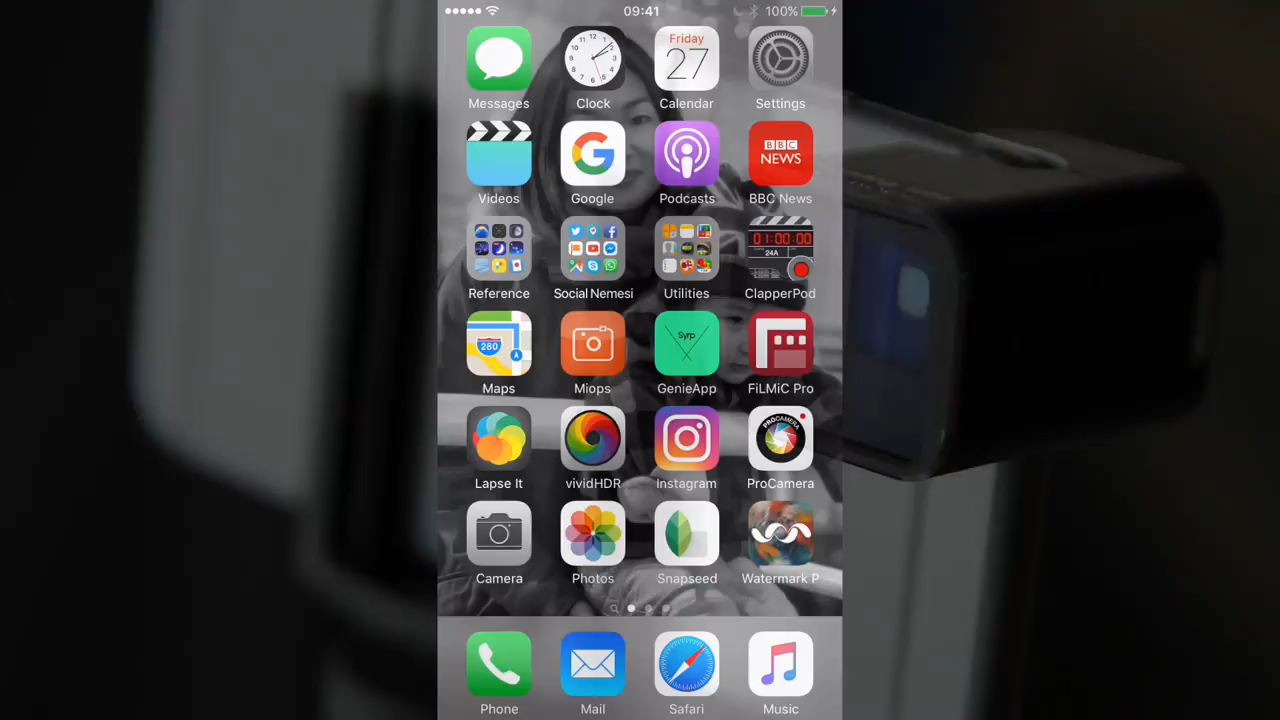 09:41
100%
Friday
27
Messages
Clock
Calendar
Settings
BBC
NEWS
Videos
Google
Podcasts
BBC News
01:00:00
24A
Reference
Social Nemesi
Utilities
ClapperPod
280
A
Syrp
Maps
Miops
GenieApp
FiLMiC Pro
PROCAMERA
Lapse It
vividHDR
Instagram
ProCamera
Camera
Photos
Snapseed
Watermark P
Phone
Mail
Safari
Music